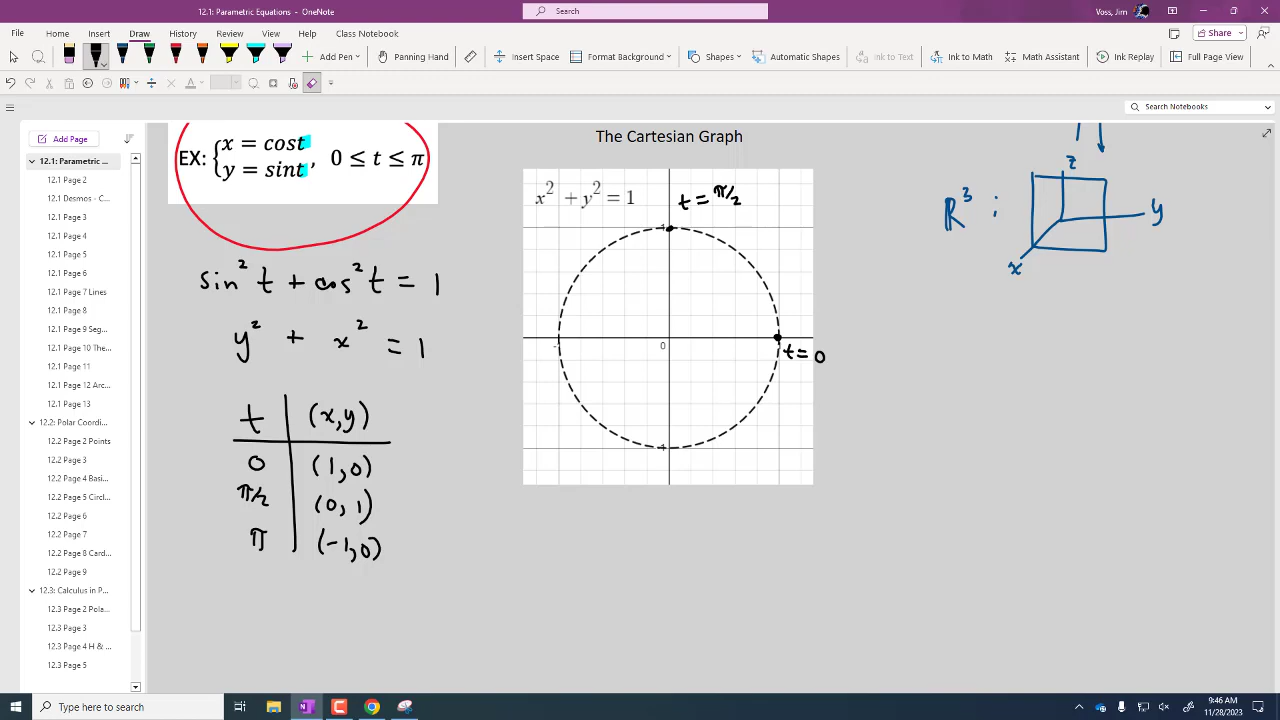 12.1: Parametric Equations - OneNote
Search
Voss, Jim
File
Home
Insert
Draw
History
Review
View
Help
Class Notebook
Share
Panning Hand
Insert Space
Format Background
Shapes
Automatic Shapes
Ink to Text
Ink to Math
Math Assistant
Ink Replay
Full Page View
Search Notebooks
Add Page
12.1: Parametric ...
12.1 Page 2
12.1 Desmos - C...
12.1 Page 3
12.1 Page 4
12.1 Page 5
12.1 Page 6
12.1 Page 7 Lines
12.1 Page 8
12.1 Page 9 Seg...
12.1 Page 10 The...
12.1 Page 11
12.1 Page 12 Arc...
12.1 Page 13
12.2: Polar Coordi...
12.2 Page 2 Points
12.2 Page 3
12.2 Page 4 Basi...
12.2 Page 5 Circl...
12.2 Page 6
12.2 Page 7
12.2 Page 8 Card...
12.2 Page 9
12.3: Calculus in P...
12.3 Page 2 Pola...
12.3 Page 3
12.3 Page 4 H & ...
12.3 Page 5
EX: { x = cost
y = sint , 0 ≤ t ≤ π
sin² t + cos² t = 1
y² + x² = 1
t | (x,y)
0 | (1,0)
π/2 | (0, 1)
π | (-1,0)
The Cartesian Graph
x² + y² = 1
t = π/2
1
0
t = 0
ℝ³ :
z
y
x
Type here to search
9:46 AM
11/28/2023